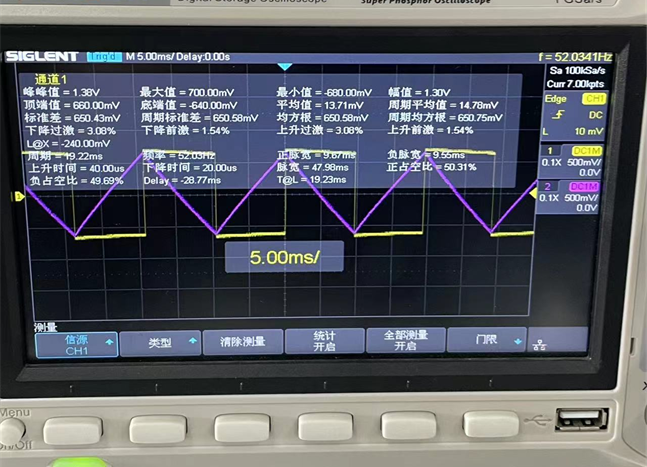 Digital Storage Oscilloscope
Super Phosphor Oscilloscope
SIGLENT Trig'd M 5.00ms/ Delay:0.00s f = 52.0341Hz
Sa 100kSa/s
Curr 7.00kpts
Edge CH1
DC
L 10 mV
1 DC1M
0.1X 500mV/
0.0V
2 DC1M
0.1X 500mV/
0.0V
通道1
峰峰值 = 1.38V 最大值 = 700.00mV 最小值 = -680.00mV 幅值 = 1.30V
顶端值 = 660.00mV 底端值 = -640.00mV 平均值 = 13.71mV 周期平均值 = 14.78mV
标准差 = 650.43mV 周期标准差 = 650.58mV 均方根 = 650.58mV 周期均方根 = 650.75mV
下降过激 = 3.08% 下降前激 = 1.54% 上升过激 = 3.08% 上升前激 = 1.54%
L@X = -240.00mV
周期 = 19.22ms 频率 = 52.03Hz 正脉宽 = 9.67ms 负脉宽 = 9.55ms
上升时间 = 40.00us 下降时间 = 20.00us 脉宽 = 47.98ms 正占空比 = 50.31%
负占空比 = 49.69% Delay = -28.77ms T@L = 19.23ms
5.00ms/
测量
信源 CH1
类型
清除测量
统计 开启
全部测量 开启
门限
Menu
On/Off